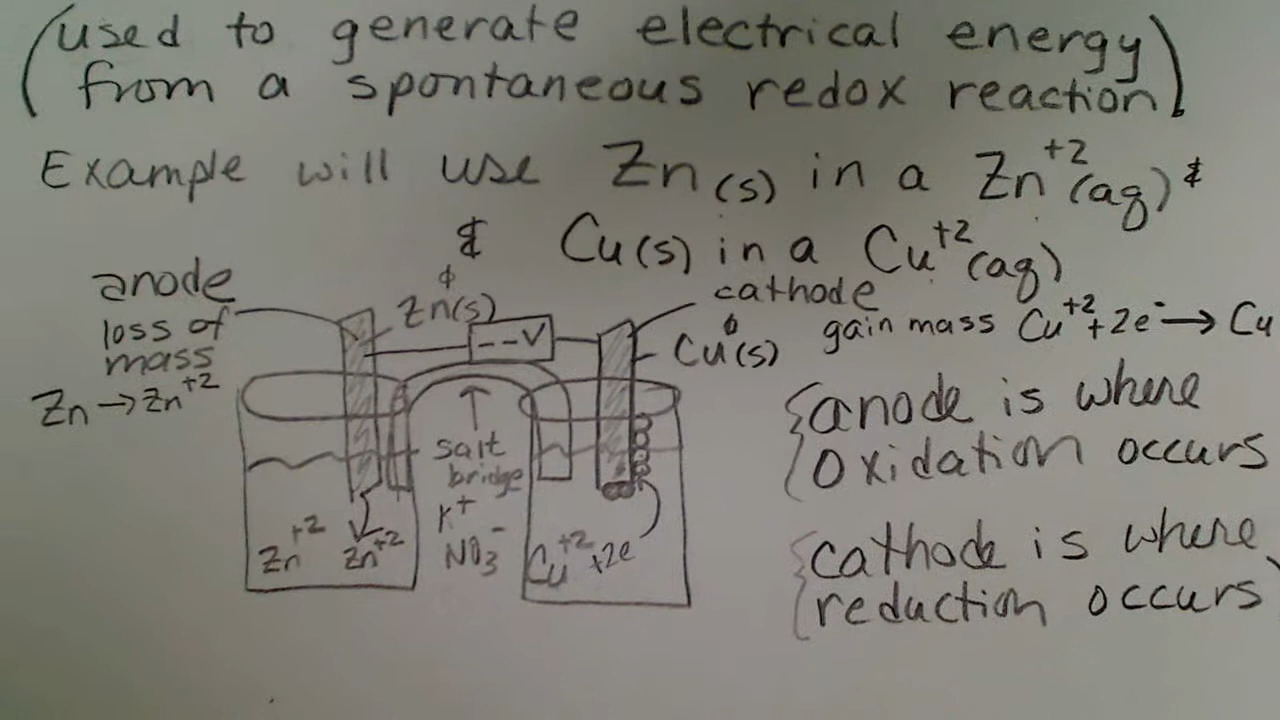 (used to generate electrical energy
from a spontaneous redox reaction)
Example will use Zn(s) in a Zn+2(aq) &
& Cu(s) in a Cu+2(aq)
anode
loss of
mass
Zn → Zn+2
Zn(s)
--V
cathode
gain mass Cu+2 + 2e- → Cu
Cu(s)
salt
bridge
K+
NO3-
Zn+2
Zn+2
Cu+2 + 2e
anode is where
oxidation occurs
cathode is where
reduction occurs